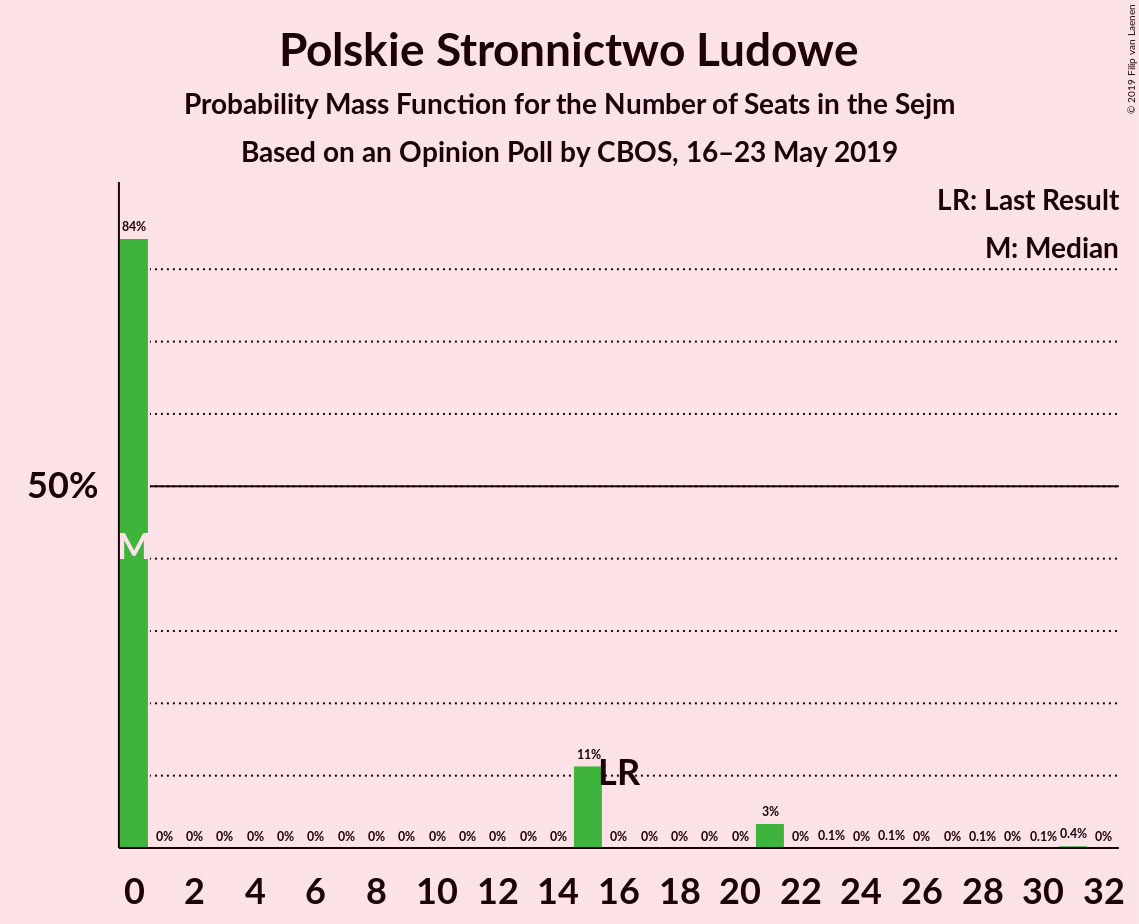 Polskie Stronnictwo Ludowe
Probability Mass Function for the Number of Seats in the Sejm
Based on an Opinion Poll by CBOS, 16–23 May 2019
© 2019 Filip van Laenen
LR: Last Result
M: Median
84%
50%
M
11%
LR
3%
0% 0% 0% 0% 0% 0% 0% 0% 0% 0% 0% 0% 0% 0% 0% 0% 0% 0% 0% 0% 0.1% 0% 0.1% 0% 0% 0.1% 0% 0.1% 0.4% 0%
0 2 4 6 8 10 12 14 16 18 20 22 24 26 28 30 32